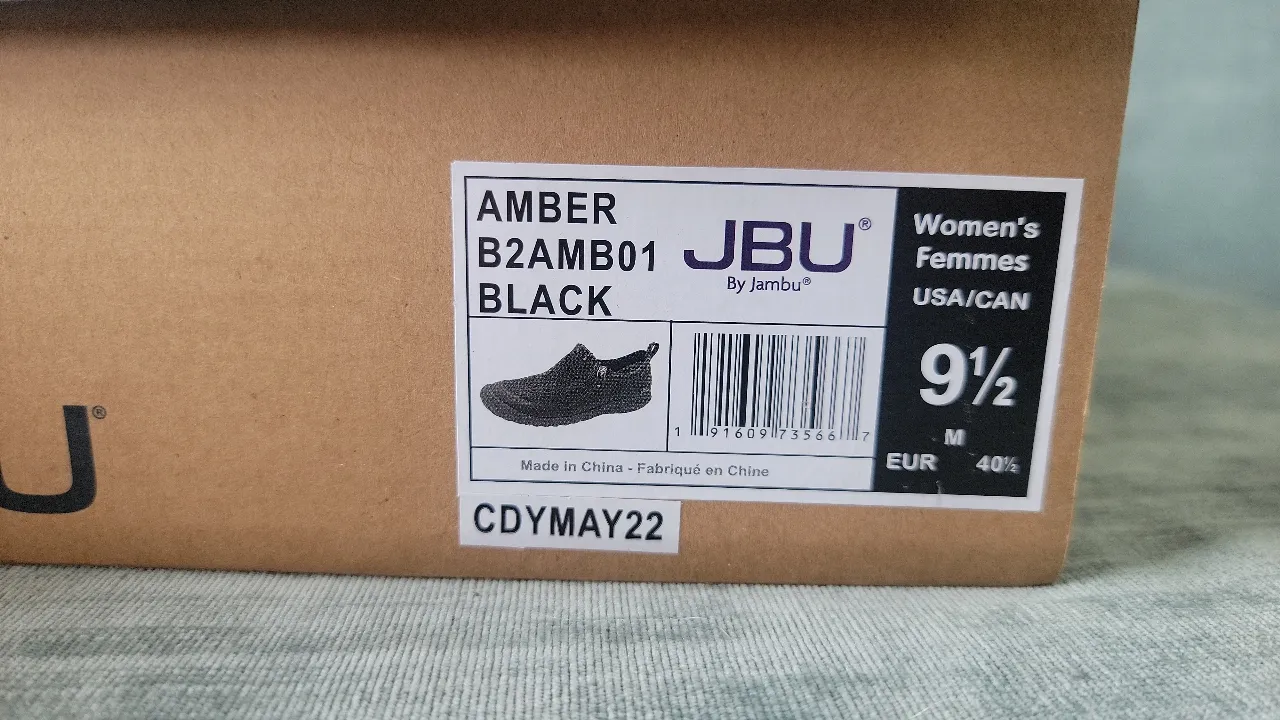 AMBER
B2AMB01
BLACK
JBU®
By Jambu®
Women's
Femmes
USA/CAN
9½
M
EUR 40½
1 91609 73566 7
Made in China - Fabriqué en Chine
CDYMAY22
U®